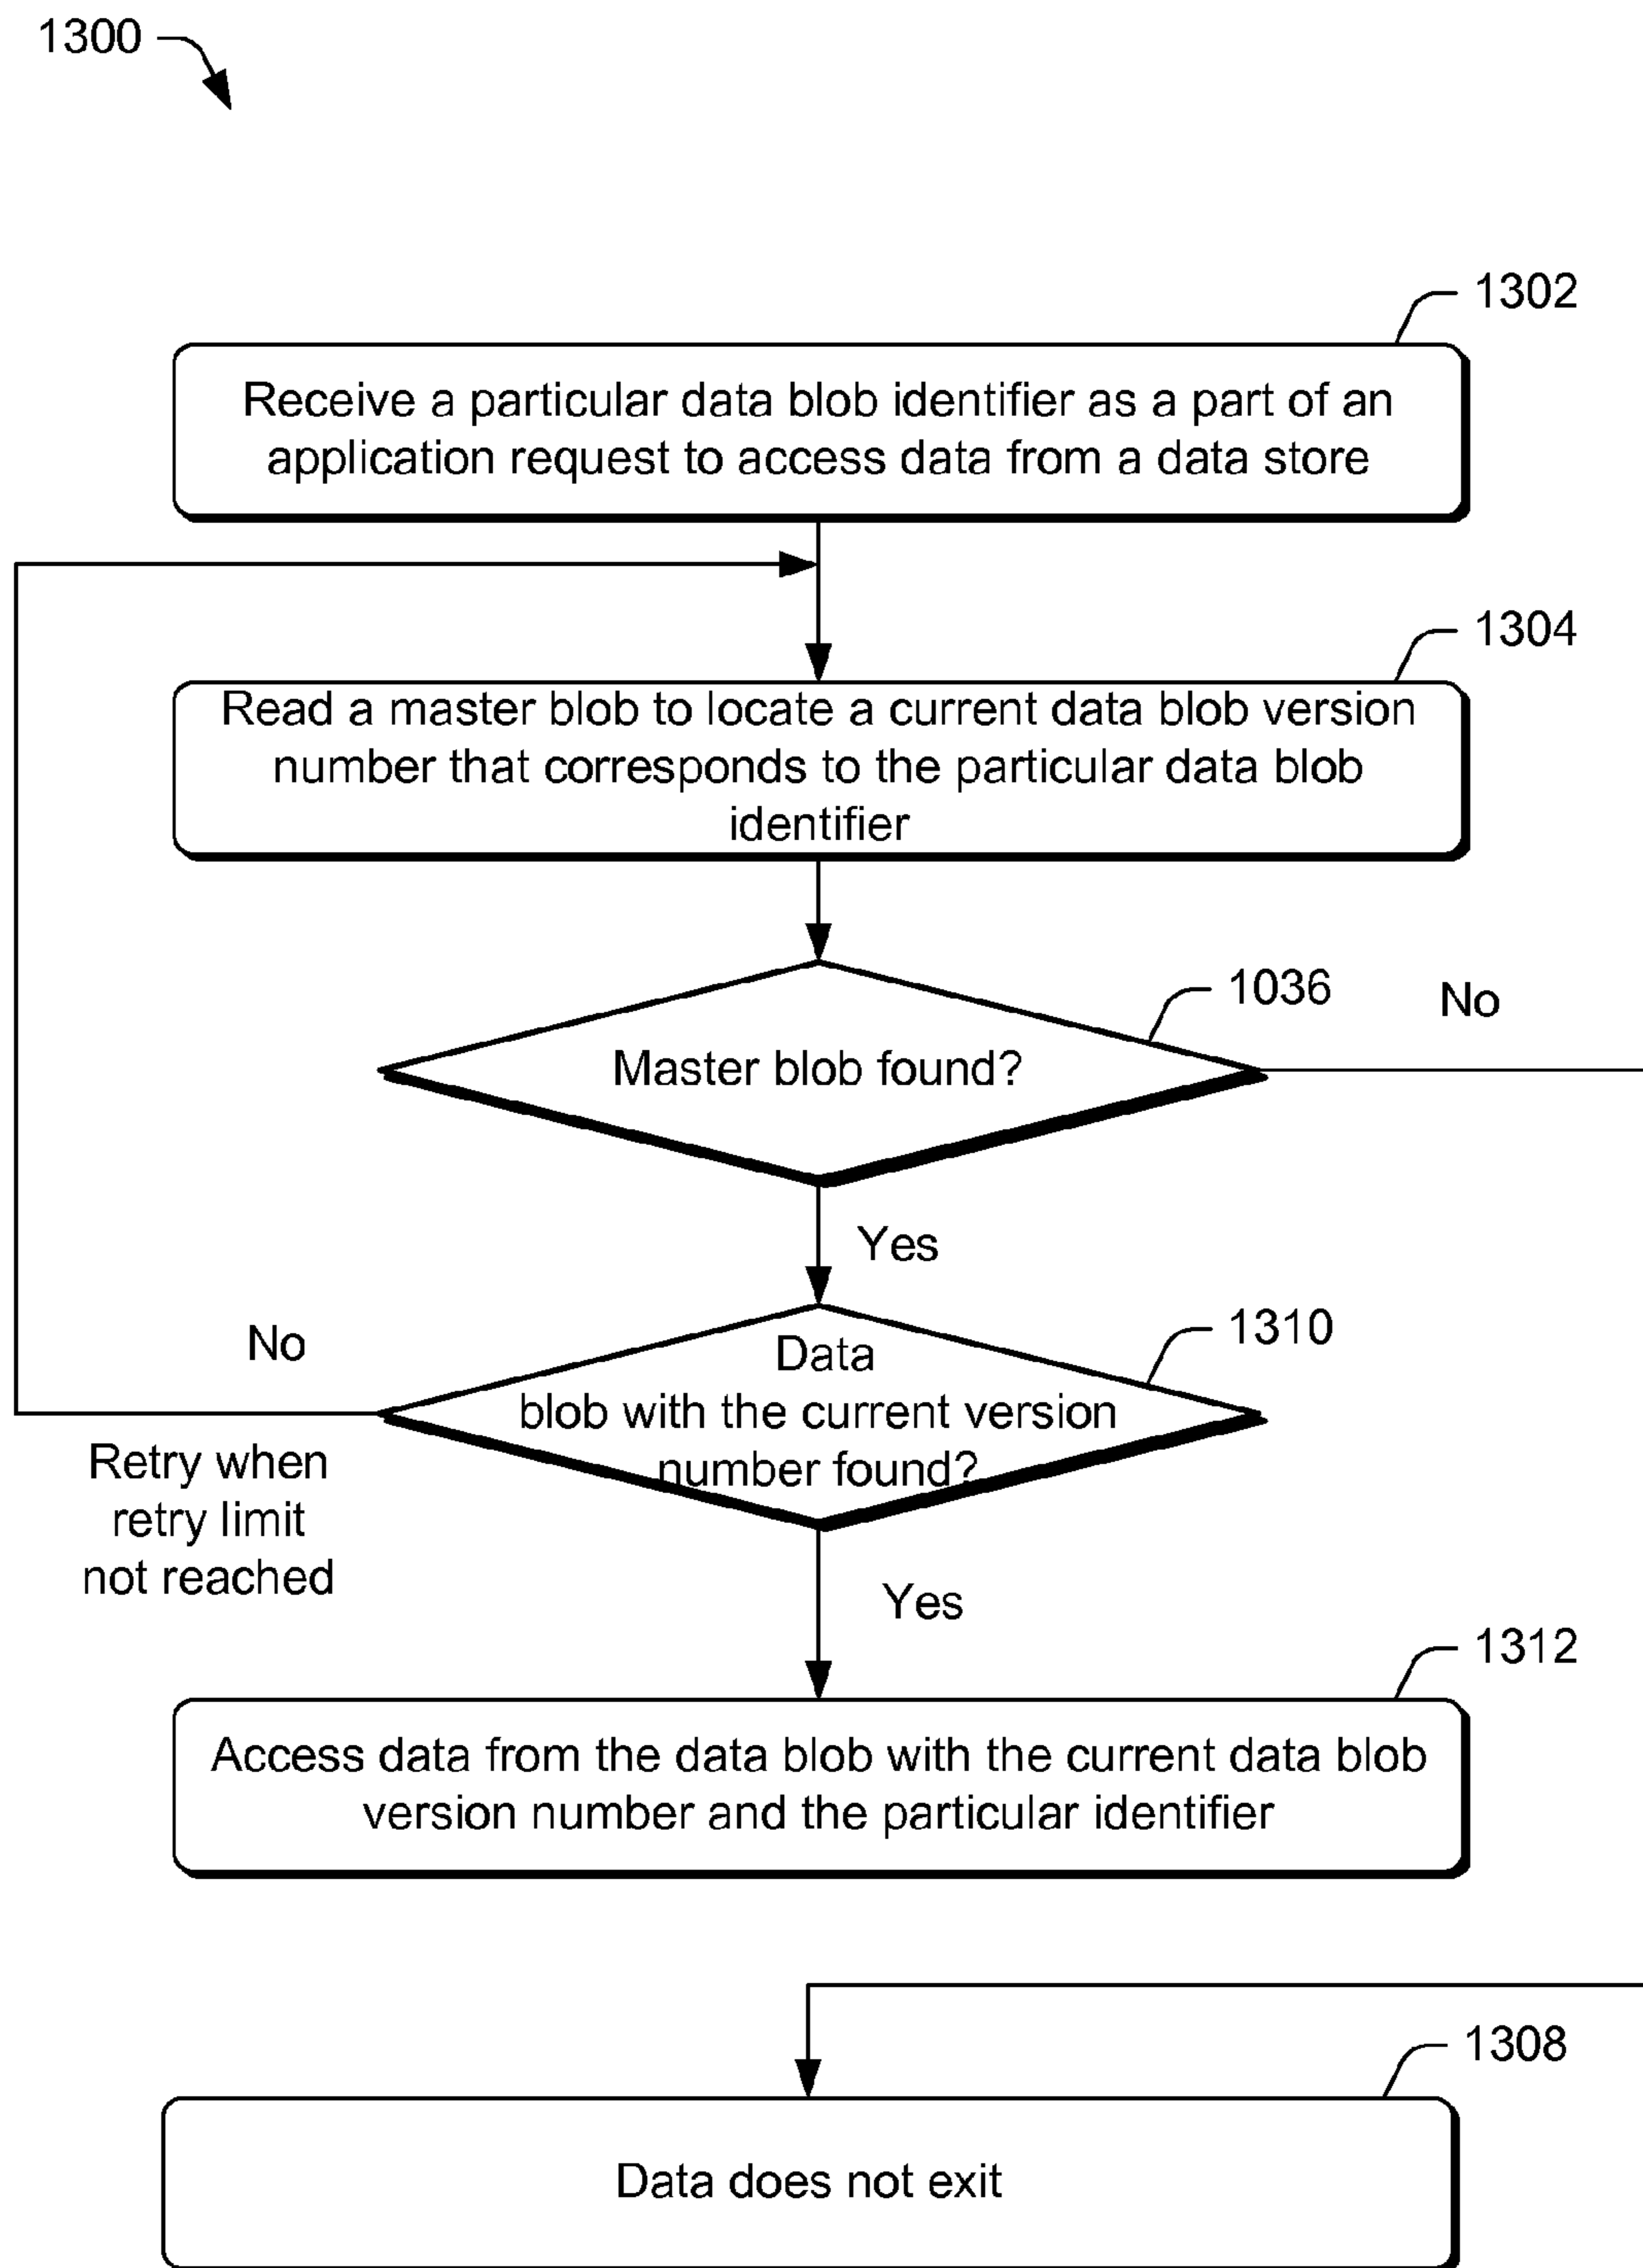 1300
1302
Receive a particular data blob identifier as a part of an
application request to access data from a data store
1304
Read a master blob to locate a current data blob version
number that corresponds to the particular data blob
identifier
1036
No
Master blob found?
Yes
1310
No
Data
blob with the current version
number found?
Retry when
retry limit
not reached
Yes
1312
Access data from the data blob with the current data blob
version number and the particular identifier
1308
Data does not exit